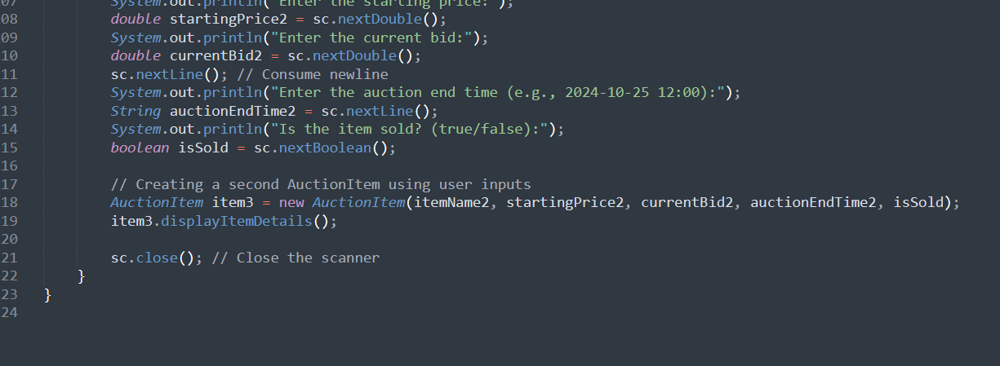 07 System.out.println("Enter the starting price:");
08 double startingPrice2 = sc.nextDouble();
09 System.out.println("Enter the current bid:");
10 double currentBid2 = sc.nextDouble();
11 sc.nextLine(); // Consume newline
12 System.out.println("Enter the auction end time (e.g., 2024-10-25 12:00):");
13 String auctionEndTime2 = sc.nextLine();
14 System.out.println("Is the item sold? (true/false):");
15 boolean isSold = sc.nextBoolean();
16
17 // Creating a second AuctionItem using user inputs
18 AuctionItem item3 = new AuctionItem(itemName2, startingPrice2, currentBid2, auctionEndTime2, isSold);
19 item3.displayItemDetails();
20
21 sc.close(); // Close the scanner
22 }
23 }
24